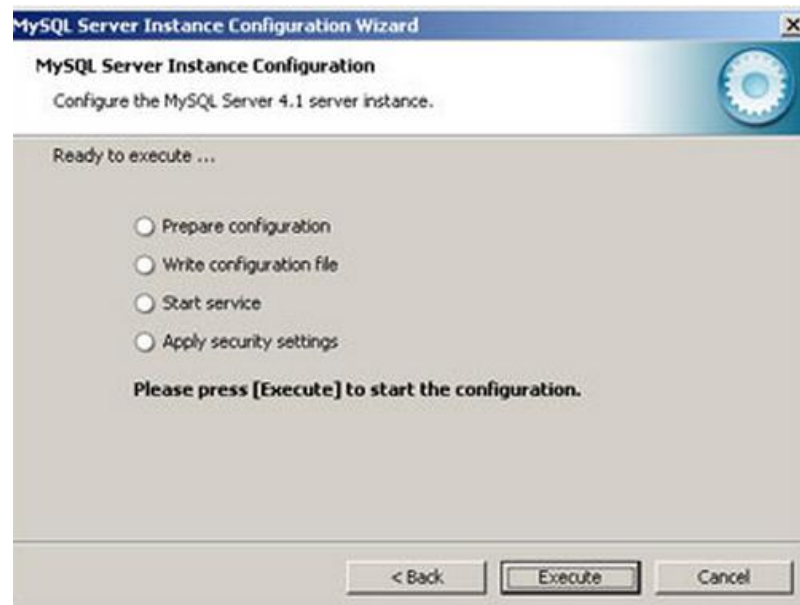 MySQL Server Instance Configuration Wizard
MySQL Server Instance Configuration
Configure the MySQL Server 4.1 server instance.
Ready to execute ...
Prepare configuration
Write configuration file
Start service
Apply security settings
Please press [Execute] to start the configuration.
< Back Execute Cancel